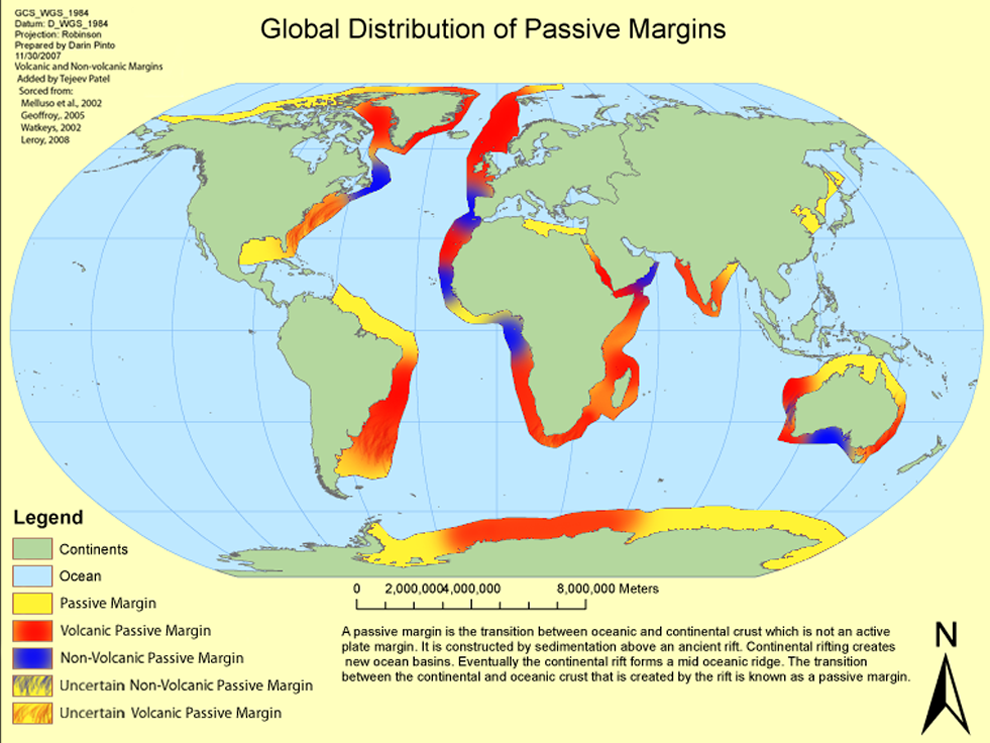 GCS_WGS_1984
Datum: D_WGS_1984
Projection: Robinson
Prepared by Darin Pinto
11/30/2007
Volcanic and Non-volcanic Margins
Added by Tejeev Patel
Sorced from:
Melluso et al., 2002
Geoffroy,. 2005
Watkeys, 2002
Leroy, 2008
Global Distribution of Passive Margins
Legend
Continents
Ocean
Passive Margin
Volcanic Passive Margin
Non-Volcanic Passive Margin
Uncertain Non-Volcanic Passive Margin
Uncertain Volcanic Passive Margin
0 2,000,0004,000,000 8,000,000 Meters
A passive margin is the transition between oceanic and continental crust which is not an active
plate margin. It is constructed by sedimentation above an ancient rift. Continental rifting creates
new ocean basins. Eventually the continental rift forms a mid oceanic ridge. The transition
between the continental and oceanic crust that is created by the rift is known as a passive margin.
N